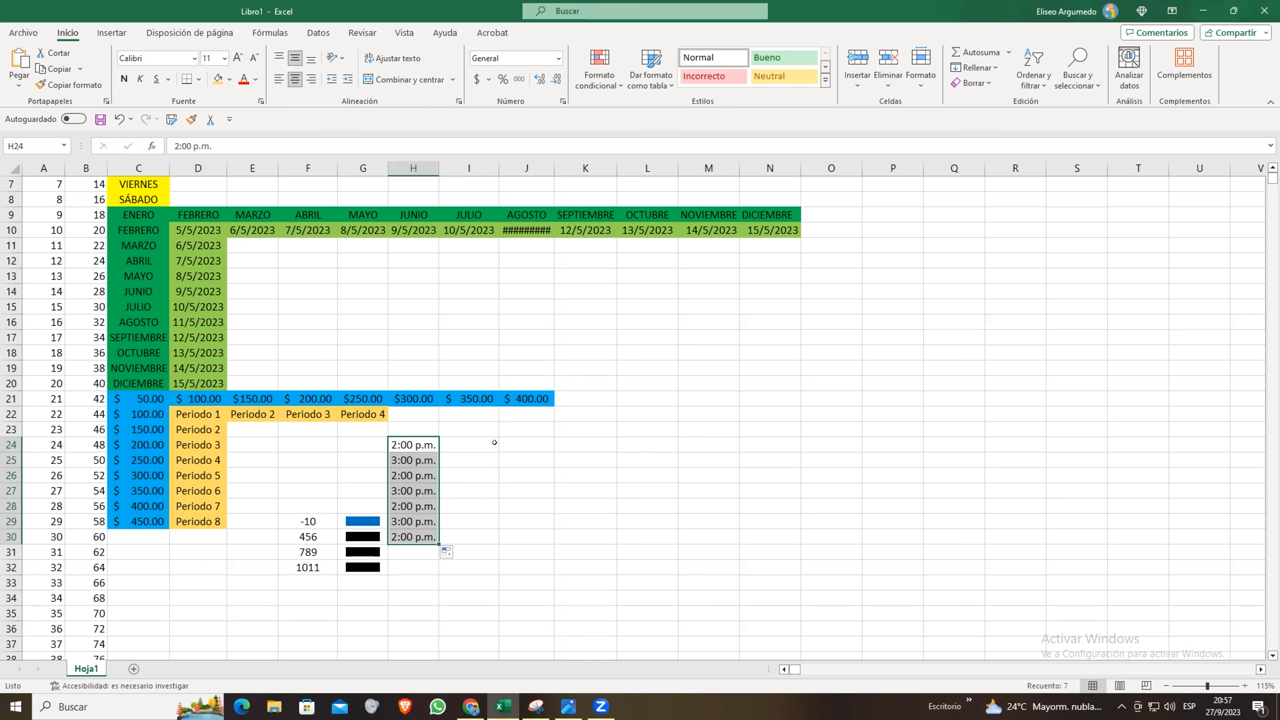 Libro1 - Excel
Buscar
Eliseo Argumedo
Archivo Inicio Insertar Disposición de página Fórmulas Datos Revisar Vista Ayuda Acrobat
Comentarios Compartir
Pegar
Cortar
Copiar
Copiar formato
Portapapeles
Calibri 11
N K S
Fuente
Ajustar texto
Combinar y centrar
Alineación
General
$ % 000
Número
Formato condicional
Dar formato como tabla
Normal Bueno
Incorrecto Neutral
Estilos
Insertar Eliminar Formato
Celdas
Autosuma
Rellenar
Borrar
Ordenar y filtrar
Buscar y seleccionar
Edición
Analizar datos
Análisis
Complementos
Complementos
Autoguardado
H24 fx 2:00 p.m.
A B C D E F G H I J K L M N O P Q R S T U V
7 7 14 VIERNES
8 8 16 SÁBADO
9 9 18 ENERO FEBRERO MARZO ABRIL MAYO JUNIO JULIO AGOSTO SEPTIEMBRE OCTUBRE NOVIEMBRE DICIEMBRE
10 10 20 FEBRERO 5/5/2023 6/5/2023 7/5/2023 8/5/2023 9/5/2023 10/5/2023 ######### 12/5/2023 13/5/2023 14/5/2023 15/5/2023
11 11 22 MARZO 6/5/2023
12 12 24 ABRIL 7/5/2023
13 13 26 MAYO 8/5/2023
14 14 28 JUNIO 9/5/2023
15 15 30 JULIO 10/5/2023
16 16 32 AGOSTO 11/5/2023
17 17 34 SEPTIEMBRE 12/5/2023
18 18 36 OCTUBRE 13/5/2023
19 19 38 NOVIEMBRE 14/5/2023
20 20 40 DICIEMBRE 15/5/2023
21 21 42 $ 50.00 $ 100.00 $150.00 $ 200.00 $250.00 $300.00 $ 350.00 $ 400.00
22 22 44 $ 100.00 Periodo 1 Periodo 2 Periodo 3 Periodo 4
23 23 46 $ 150.00 Periodo 2
24 24 48 $ 200.00 Periodo 3 2:00 p.m.
25 25 50 $ 250.00 Periodo 4 3:00 p.m.
26 26 52 $ 300.00 Periodo 5 2:00 p.m.
27 27 54 $ 350.00 Periodo 6 3:00 p.m.
28 28 56 $ 400.00 Periodo 7 2:00 p.m.
29 29 58 $ 450.00 Periodo 8 -10 3:00 p.m.
30 30 60 456 2:00 p.m.
31 31 62 789
32 32 64 1011
33 33 66
34 34 68
35 35 70
36 36 72
37 37 74
38 38 76
Activar Windows
Ve a Configuración para activar Windows.
Hoja1
Listo Accesibilidad: es necesario investigar Recuento: 7 115%
Buscar
Escritorio
24°C Mayorm. nubla...
ESP
20:57
27/9/2023